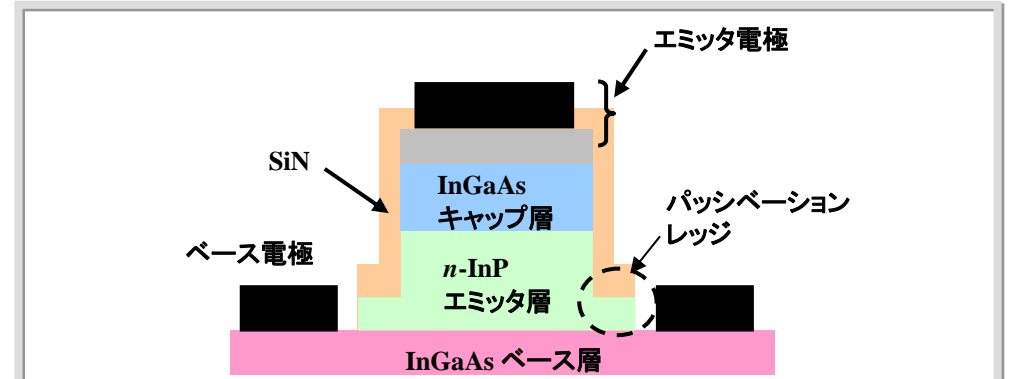 エミッタ電極
SiN
InGaAs
キャップ層
パッシベーション
レッジ
ベース電極
n-InP
エミッタ層
InGaAs ベース層